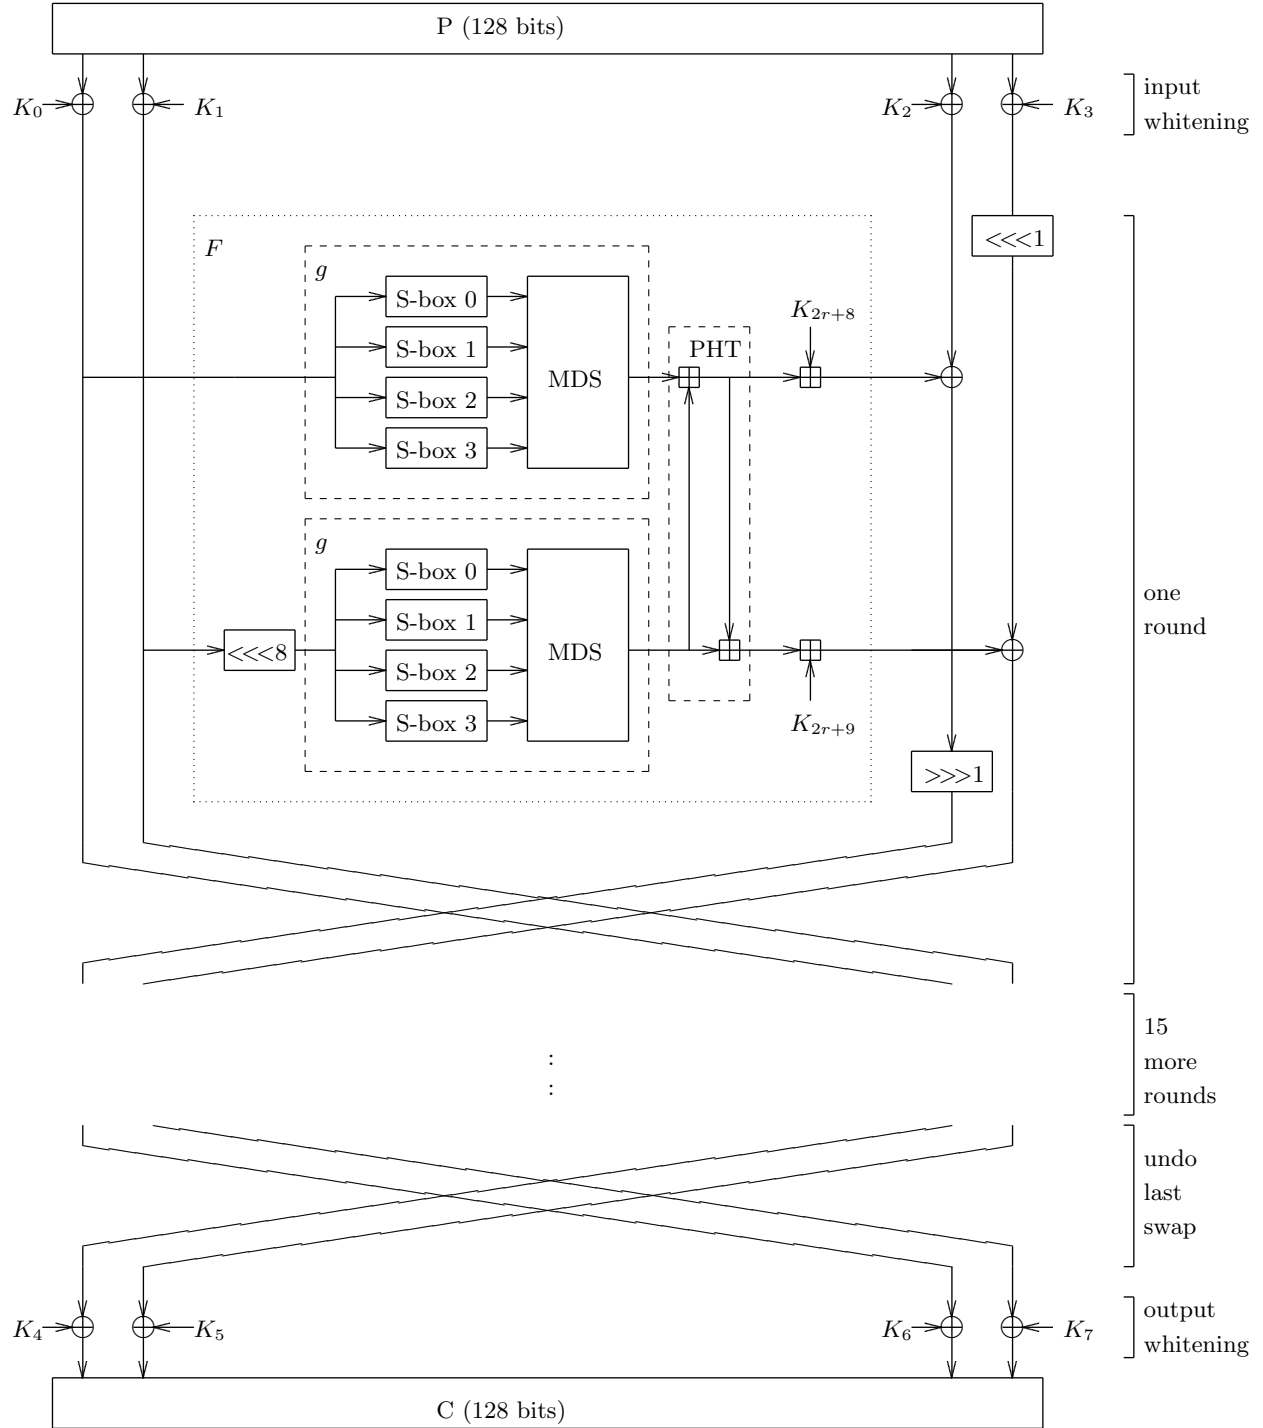 P (128 bits)
K₀ K₁ K₂ K₃
input
whitening
<<<1
F
g
S-box 0
S-box 1
S-box 2
S-box 3
MDS
PHT
K₂ᵣ₊₈
g
S-box 0
S-box 1
S-box 2
S-box 3
MDS
<<<8
K₂ᵣ₊₉
>>>1
one
round
15
more
rounds
:
:
undo
last
swap
K₄ K₅ K₆ K₇
output
whitening
C (128 bits)